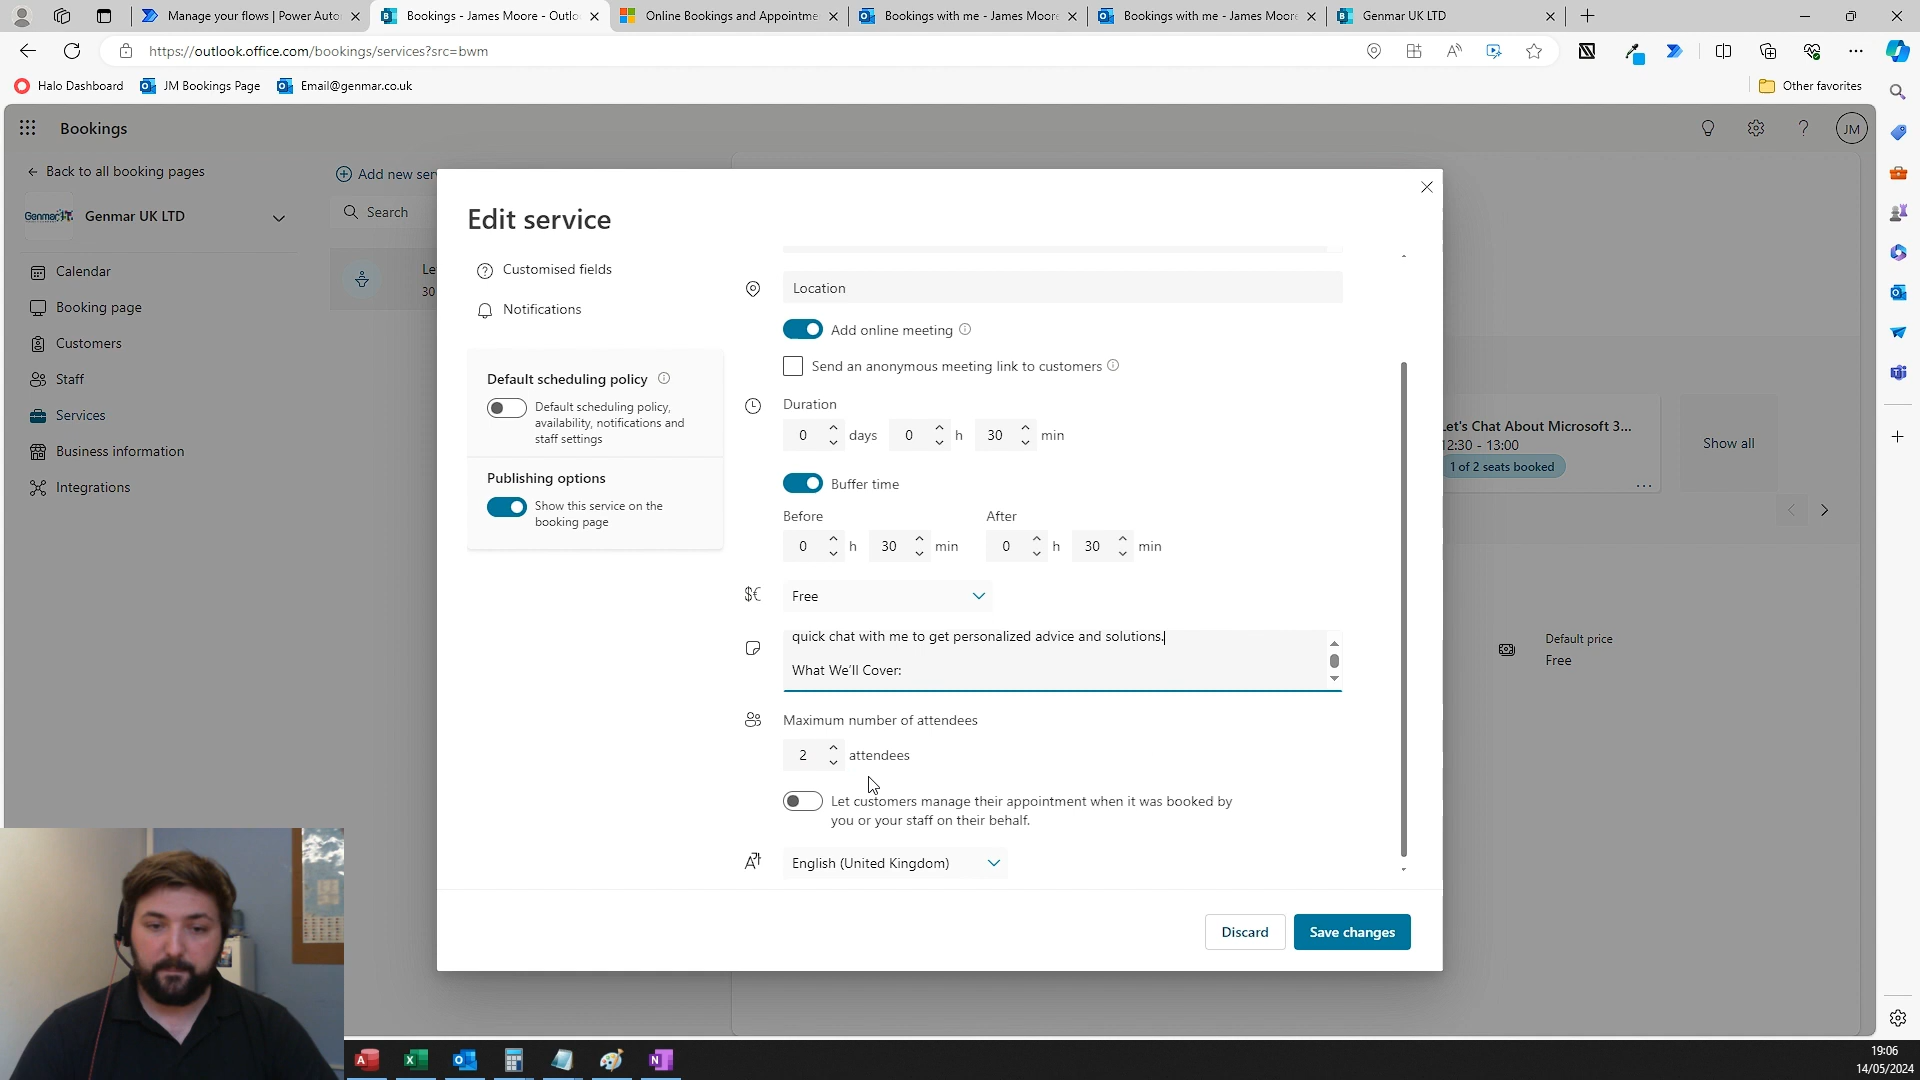 Manage your flows | Power Auto
Bookings - James Moore - Outlo
Online Bookings and Appointme
Bookings with me - James Moore
Bookings with me - James Moore
Genmar UK LTD
https://outlook.office.com/bookings/services?src=bwm
Halo Dashboard
JM Bookings Page
Email@genmar.co.uk
Other favorites
Bookings
JM
Back to all booking pages
Add new ser
Genmar UK LTD
Search
Calendar
Booking page
Customers
Staff
Services
Business information
Integrations
Le
30
Edit service
Customised fields
Notifications
Default scheduling policy
Default scheduling policy,
availability, notifications and
staff settings
Publishing options
Show this service on the
booking page
Location
Add online meeting
Send an anonymous meeting link to customers
Duration
0 days 0 h 30 min
Buffer time
Before After
0 h 30 min 0 h 30 min
$€ Free
quick chat with me to get personalized advice and solutions.
What We'll Cover:
Maximum number of attendees
2 attendees
Let customers manage their appointment when it was booked by
you or your staff on their behalf.
English (United Kingdom)
Discard
Save changes
Let's Chat About Microsoft 3...
12:30 - 13:00
1 of 2 seats booked
Show all
Default price
Free
19:06
14/05/2024